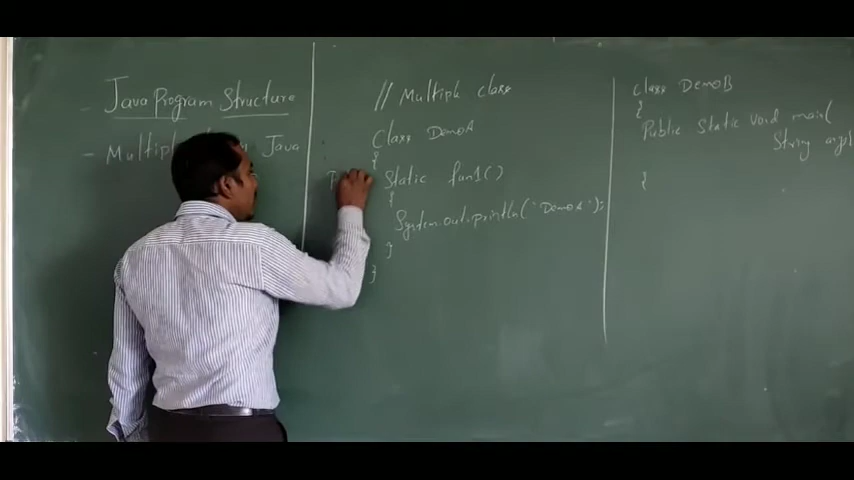 Java Program Structure
- Multiple Java
// Multiple class
Class DemoA
{
Static fun1()
{
System.out.println("DemoA");
}
}
class DemoB
{
Public Static void main(
String args[
{